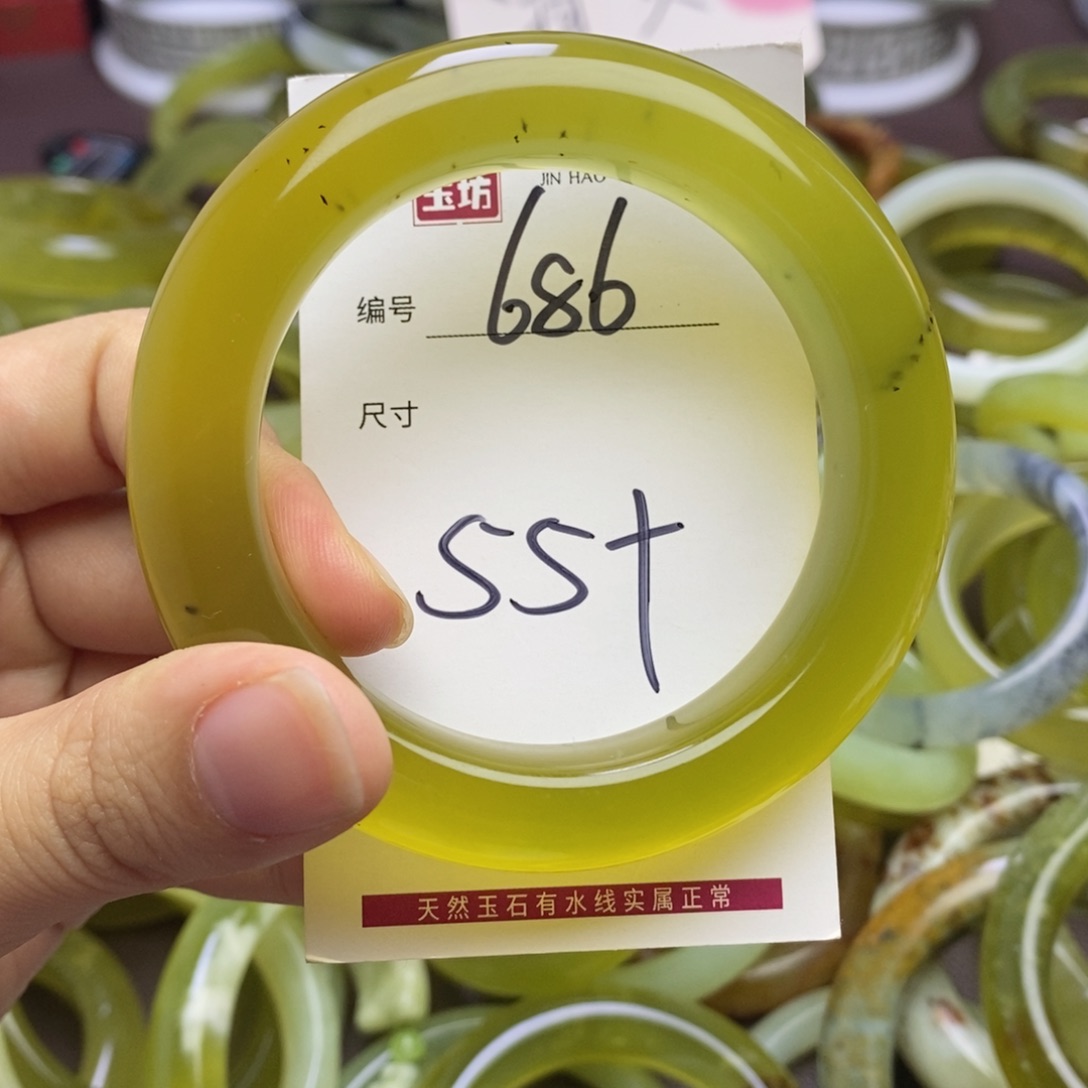 玉坊 JIN HAO
编号 686
尺寸
55+
天然玉石有水线实属正常